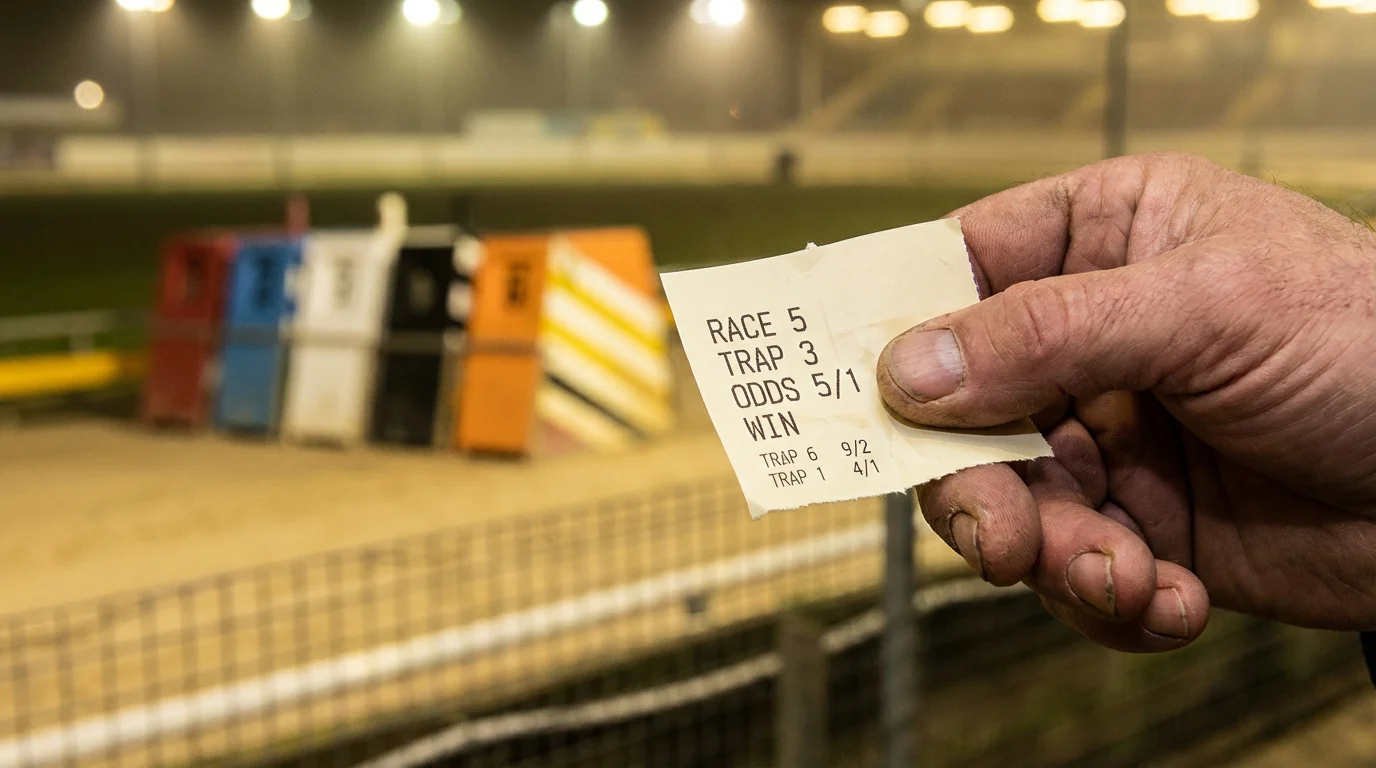 RACE 5
TRAP 3
ODDS 5/1
WIN
TRAP 6 9/2
TRAP 1 4/1